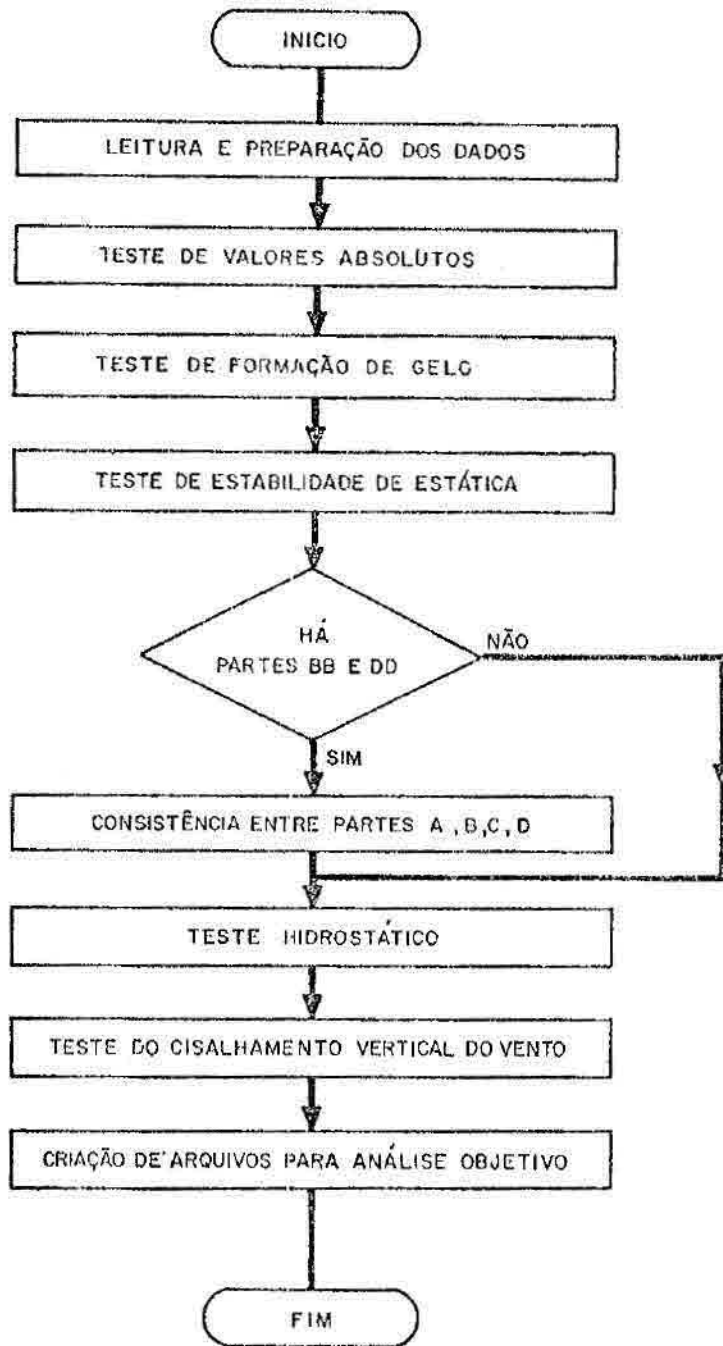 INICIO
LEITURA E PREPARAÇÃO DOS DADOS
TESTE DE VALORES ABSOLUTOS
TESTE DE FORMAÇÃO DE GELO
TESTE DE ESTABILIDADE DE ESTÁTICA
HÁ
PARTES BB E DD
NÃO
SIM
CONSISTÊNCIA ENTRE PARTES A , B, C, D
TESTE HIDROSTÁTICO
TESTE DO CISALHAMENTO VERTICAL DO VENTO
CRIAÇÃO DE ARQUIVOS PARA ANÁLISE OBJETIVO
FIM